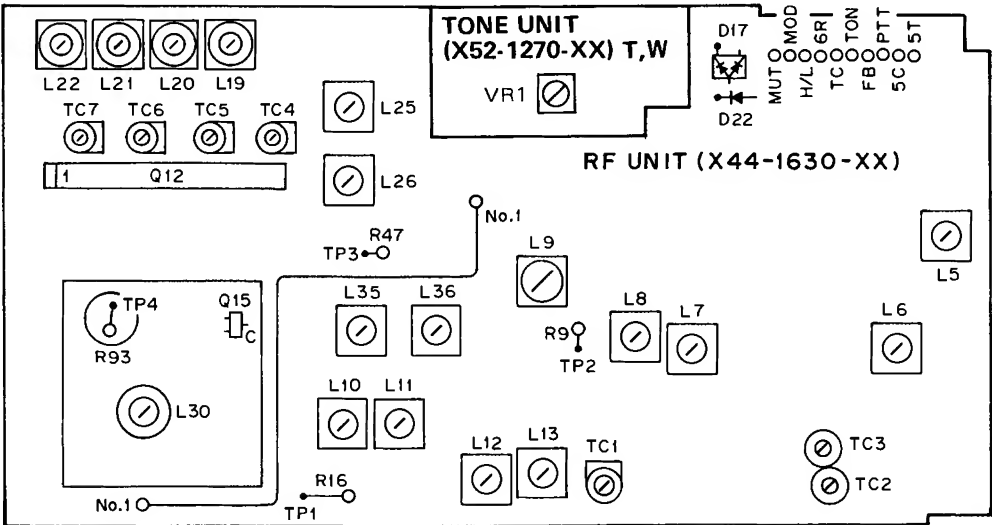 TONE UNIT
(X52-1270-XX) T,W
VR1
D17
D22
MUT
MOD
H/L
6R
TC
TON
FB
PTT
5C
5T
RF UNIT (X44-1630-XX)
L22 L21 L20 L19
TC7 TC6 TC5 TC4
1 Q12
L25
L26
No.1
R47
TP3
L9
L5
TP4
R93
Q15
C
L35 L36
R9
TP2
L8
L7
L6
L30
L10 L11
L12
L13
TC1
TC3
TC2
No.1
R16
TP1